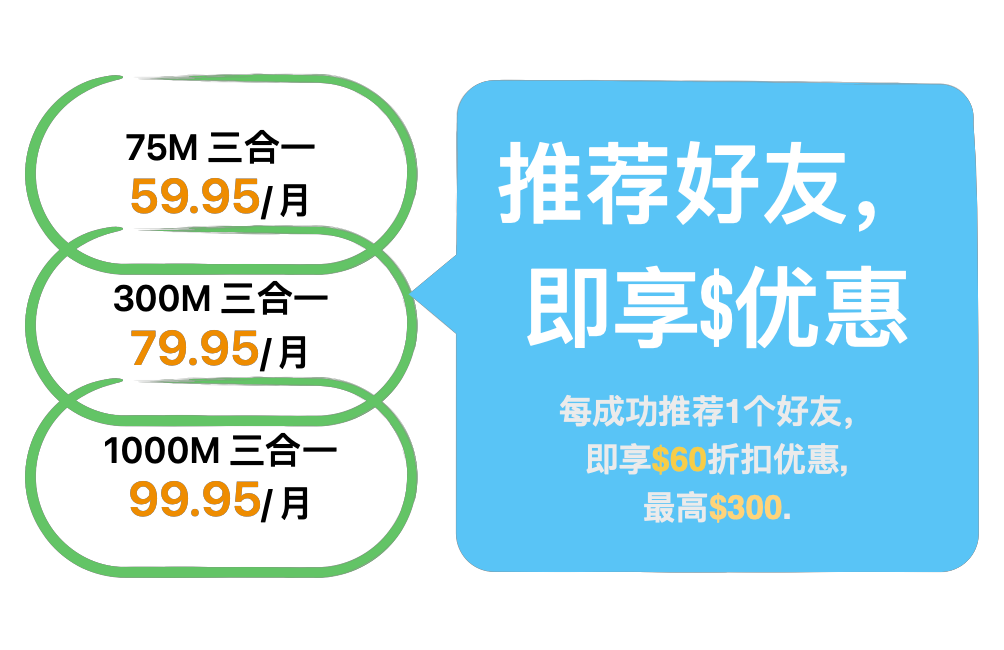 75M 三合一
59.95/月
300M 三合一
79.95/月
1000M 三合一
99.95/月
推荐好友，
即享$优惠
每成功推荐1个好友，
即享$60折扣优惠，
最高$300.